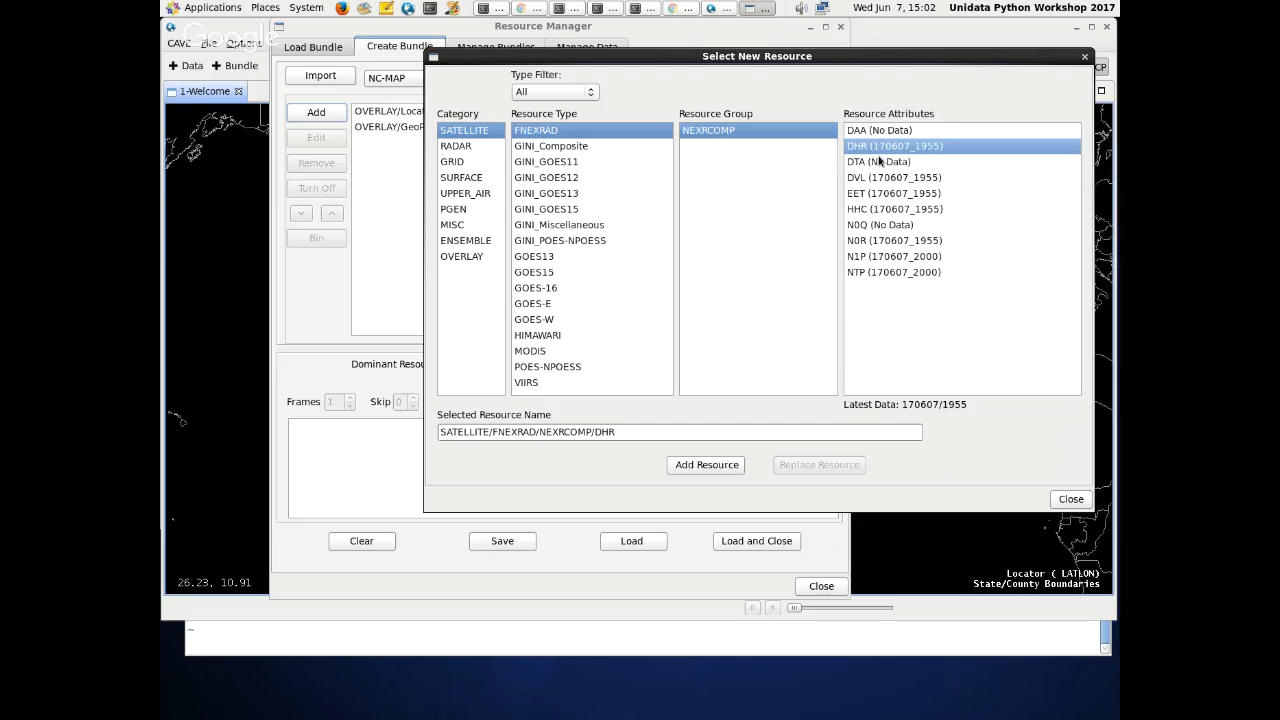 Applications Places System Wed Jun 7, 15:02 Unidata Python Workshop 2017
Google
Resource Manager
CAVE File Options
Load Bundle Create Bundle Manage Bundles Manage Data
+ Data + Bundle
1-Welcome
Import NC-MAP
Add
Edit
Remove
Turn Off
Bin
OVERLAY/Locat
OVERLAY/GeoP
Dominant Resou
Frames 1 Skip 0
Clear Save Load Load and Close
Close
26.23, 10.91
Locator ( LATLON)
State/County Boundaries
CP
Select New Resource
Type Filter:
All
Category Resource Type Resource Group Resource Attributes
SATELLITE FNEXRAD NEXRCOMP DAA (No Data)
RADAR GINI_Composite DHR (170607_1955)
GRID GINI_GOES11 DTA (No Data)
SURFACE GINI_GOES12 DVL (170607_1955)
UPPER_AIR GINI_GOES13 EET (170607_1955)
PGEN GINI_GOES15 HHC (170607_1955)
MISC GINI_Miscellaneous N0Q (No Data)
ENSEMBLE GINI_POES-NPOESS N0R (170607_1955)
OVERLAY GOES13 N1P (170607_2000)
GOES15 NTP (170607_2000)
GOES-16
GOES-E
GOES-W
HIMAWARI
MODIS
POES-NPOESS
VIIRS
Latest Data: 170607/1955
Selected Resource Name
SATELLITE/FNEXRAD/NEXRCOMP/DHR
Add Resource Replace Resource
Close